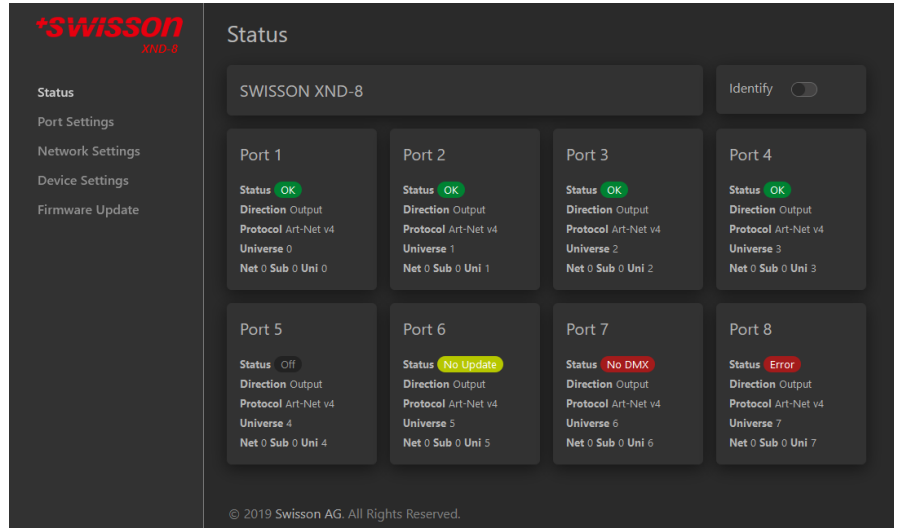 +swisson
XND-8
Status
Port Settings
Network Settings
Device Settings
Firmware Update
Status
SWISSON XND-8
Identify
Port 1
Status OK
Direction Output
Protocol Art-Net v4
Universe 0
Net 0 Sub 0 Uni 0
Port 2
Status OK
Direction Output
Protocol Art-Net v4
Universe 1
Net 0 Sub 0 Uni 1
Port 3
Status OK
Direction Output
Protocol Art-Net v4
Universe 2
Net 0 Sub 0 Uni 2
Port 4
Status OK
Direction Output
Protocol Art-Net v4
Universe 3
Net 0 Sub 0 Uni 3
Port 5
Status Off
Direction Output
Protocol Art-Net v4
Universe 4
Net 0 Sub 0 Uni 4
Port 6
Status No Update
Direction Output
Protocol Art-Net v4
Universe 5
Net 0 Sub 0 Uni 5
Port 7
Status No DMX
Direction Output
Protocol Art-Net v4
Universe 6
Net 0 Sub 0 Uni 6
Port 8
Status Error
Direction Output
Protocol Art-Net v4
Universe 7
Net 0 Sub 0 Uni 7
© 2019 Swisson AG. All Rights Reserved.